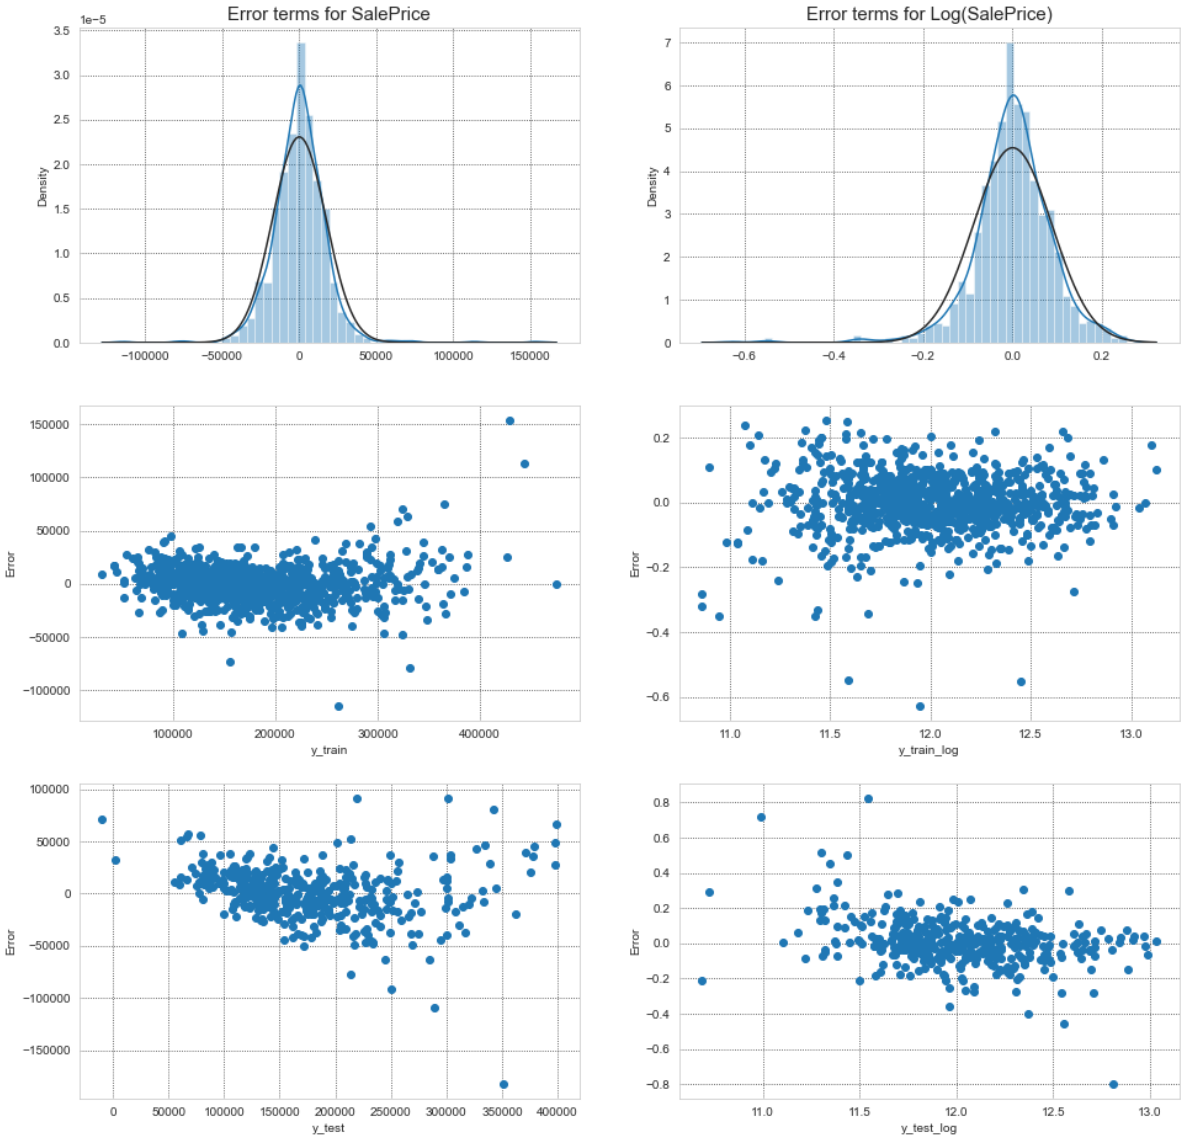 Error terms for SalePrice
1e−5
3.5
3.0
2.5
2.0
1.5
1.0
0.5
0.0
Density
−100000 −50000 0 50000 100000 150000
Error terms for Log(SalePrice)
7
6
5
4
3
2
1
0
Density
−0.6 −0.4 −0.2 0.0 0.2
150000
100000
50000
0
−50000
−100000
Error
100000 200000 300000 400000
y_train
0.2
0.0
−0.2
−0.4
−0.6
Error
11.0 11.5 12.0 12.5 13.0
y_train_log
100000
50000
0
−50000
−100000
−150000
Error
0 50000 100000 150000 200000 250000 300000 350000 400000
y_test
0.8
0.6
0.4
0.2
0.0
−0.2
−0.4
−0.6
−0.8
Error
11.0 11.5 12.0 12.5 13.0
y_test_log